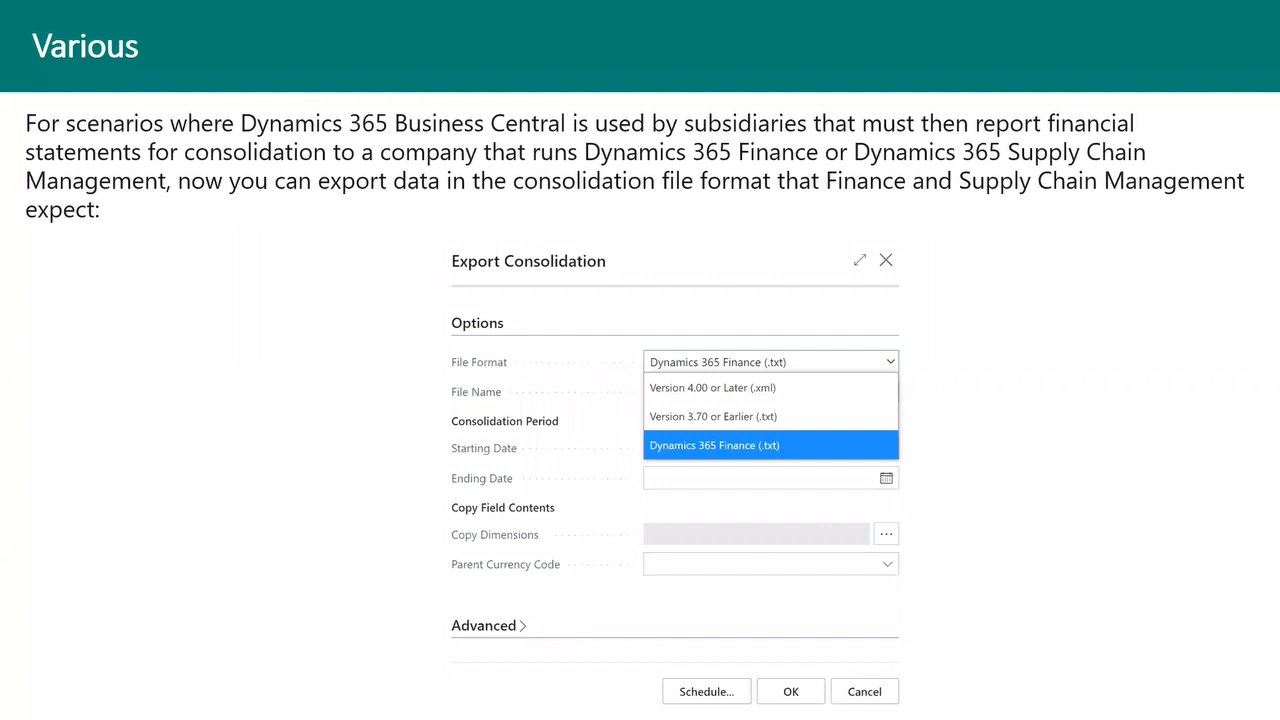 Various
For scenarios where Dynamics 365 Business Central is used by subsidiaries that must then report financial
statements for consolidation to a company that runs Dynamics 365 Finance or Dynamics 365 Supply Chain
Management, now you can export data in the consolidation file format that Finance and Supply Chain Management
expect:
Export Consolidation
Options
File Format
Dynamics 365 Finance (.txt)
Version 4.00 or Later (.xml)
File Name
Version 3.70 or Earlier (.txt)
Consolidation Period
Dynamics 365 Finance (.txt)
Starting Date
Ending Date
Copy Field Contents
Copy Dimensions
Parent Currency Code
Advanced
Schedule... OK Cancel